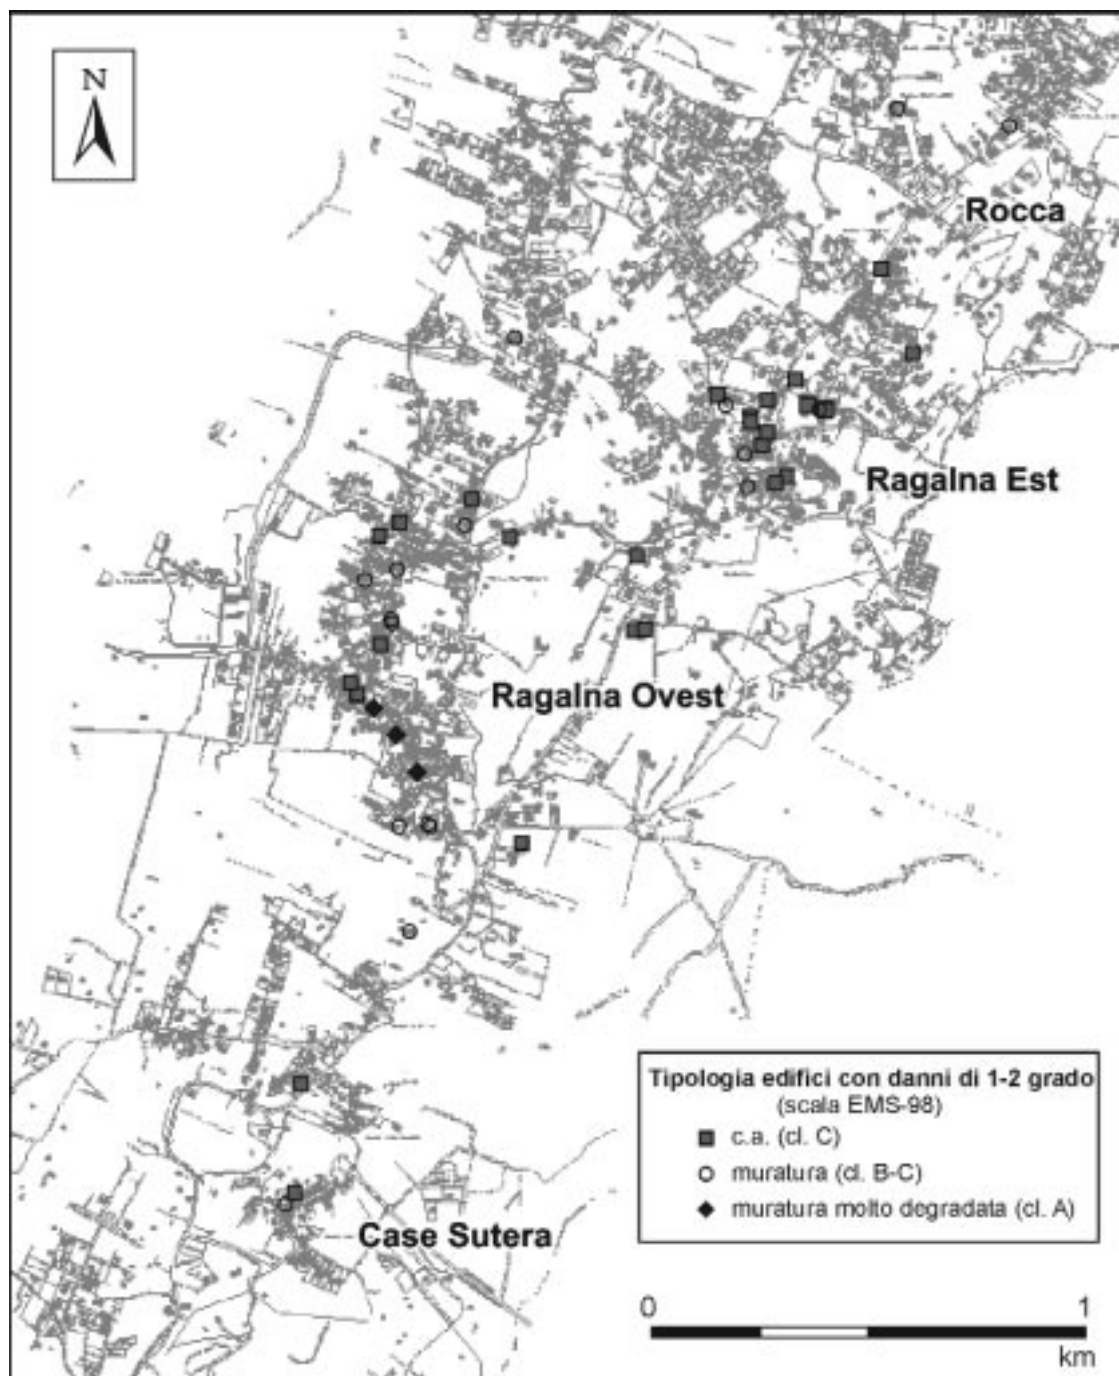 N
Rocca
Ragalna Est
Ragalna Ovest
Case Sutera
Tipologia edifici con danni di 1-2 grado
(scala EMS-98)
c.a. (cl. C)
muratura (cl. B-C)
muratura molto degradata (cl. A)
0 1
km